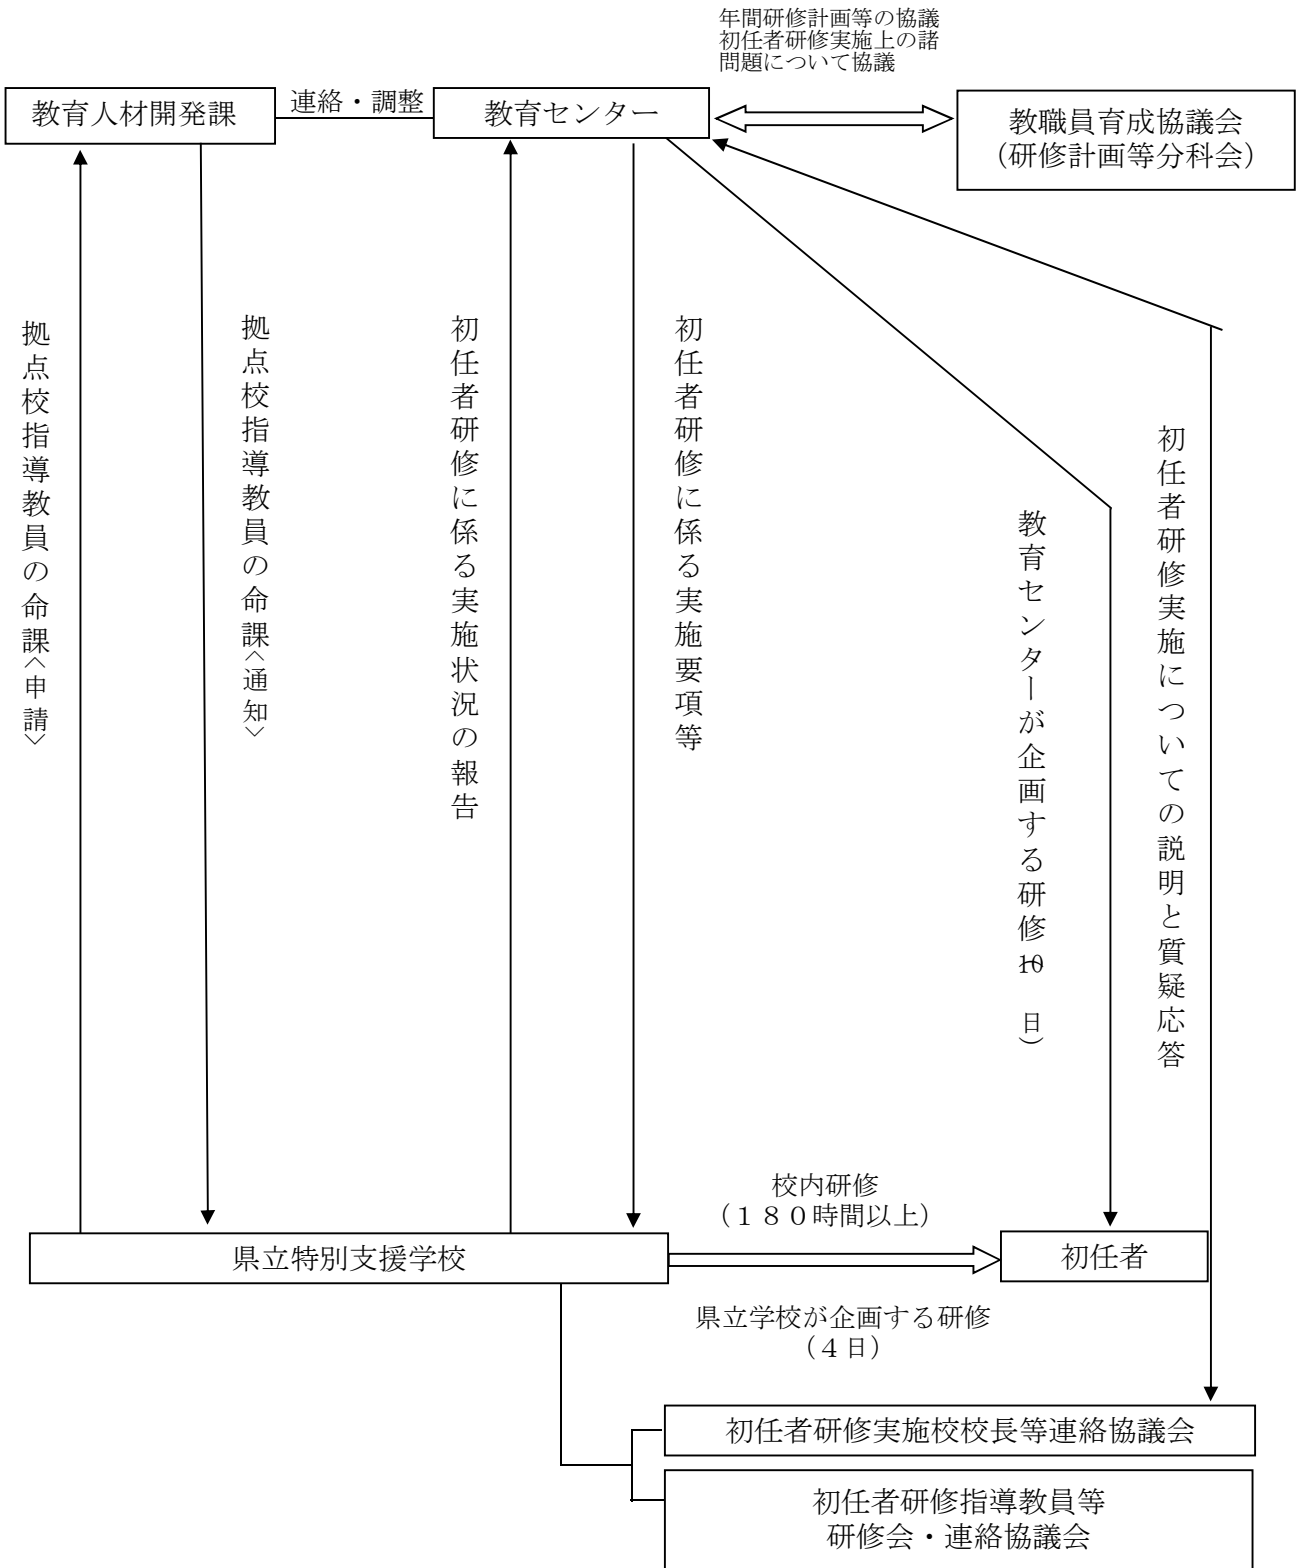 年間研修計画等の協議
初任者研修実施上の諸
問題について協議
教育人材開発課
連絡・調整
教育センター
教職員育成協議会
（研修計画等分科会）
拠点校指導教員の命課〈申請〉
拠点校指導教員の命課〈通知〉
初任者研修に係る実施状況の報告
初任者研修に係る実施要項等
教育センターが企画する研修（10日）
初任者研修実施についての説明と質疑応答
校内研修
（１８０時間以上）
県立特別支援学校
初任者
県立学校が企画する研修
（４日）
初任者研修実施校校長等連絡協議会
初任者研修指導教員等
研修会・連絡協議会